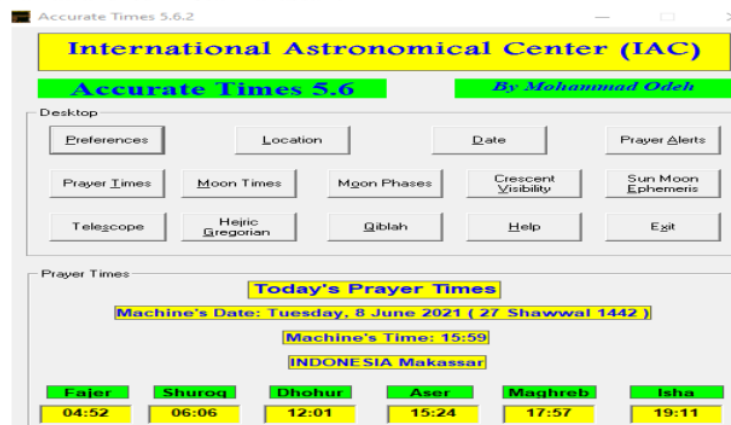 Accurate Times 5.6.2
International Astronomical Center (IAC)
Accurate Times 5.6 By Mohammad Odeh
Desktop
Preferences Location Date Prayer Alerts
Prayer Times Moon Times Moon Phases Crescent Visibility Sun Moon Ephemeris
Telescope Hejric Gregorian Qiblah Help Exit
Prayer Times
Today's Prayer Times
Machine's Date: Tuesday, 8 June 2021 ( 27 Shawwal 1442 )
Machine's Time: 15:59
INDONESIA Makassar
Fajer Shuroq Dhohur Aser Maghreb Isha
04:52 06:06 12:01 15:24 17:57 19:11